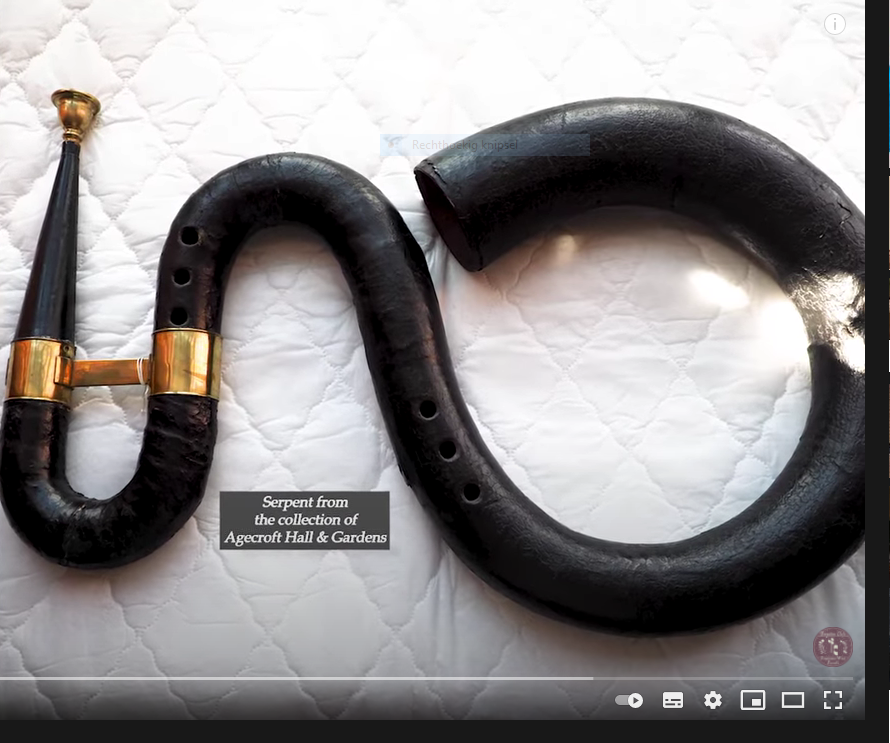 Rechthoekig knipsel
Serpent from
the collection of
Agecroft Hall & Gardens